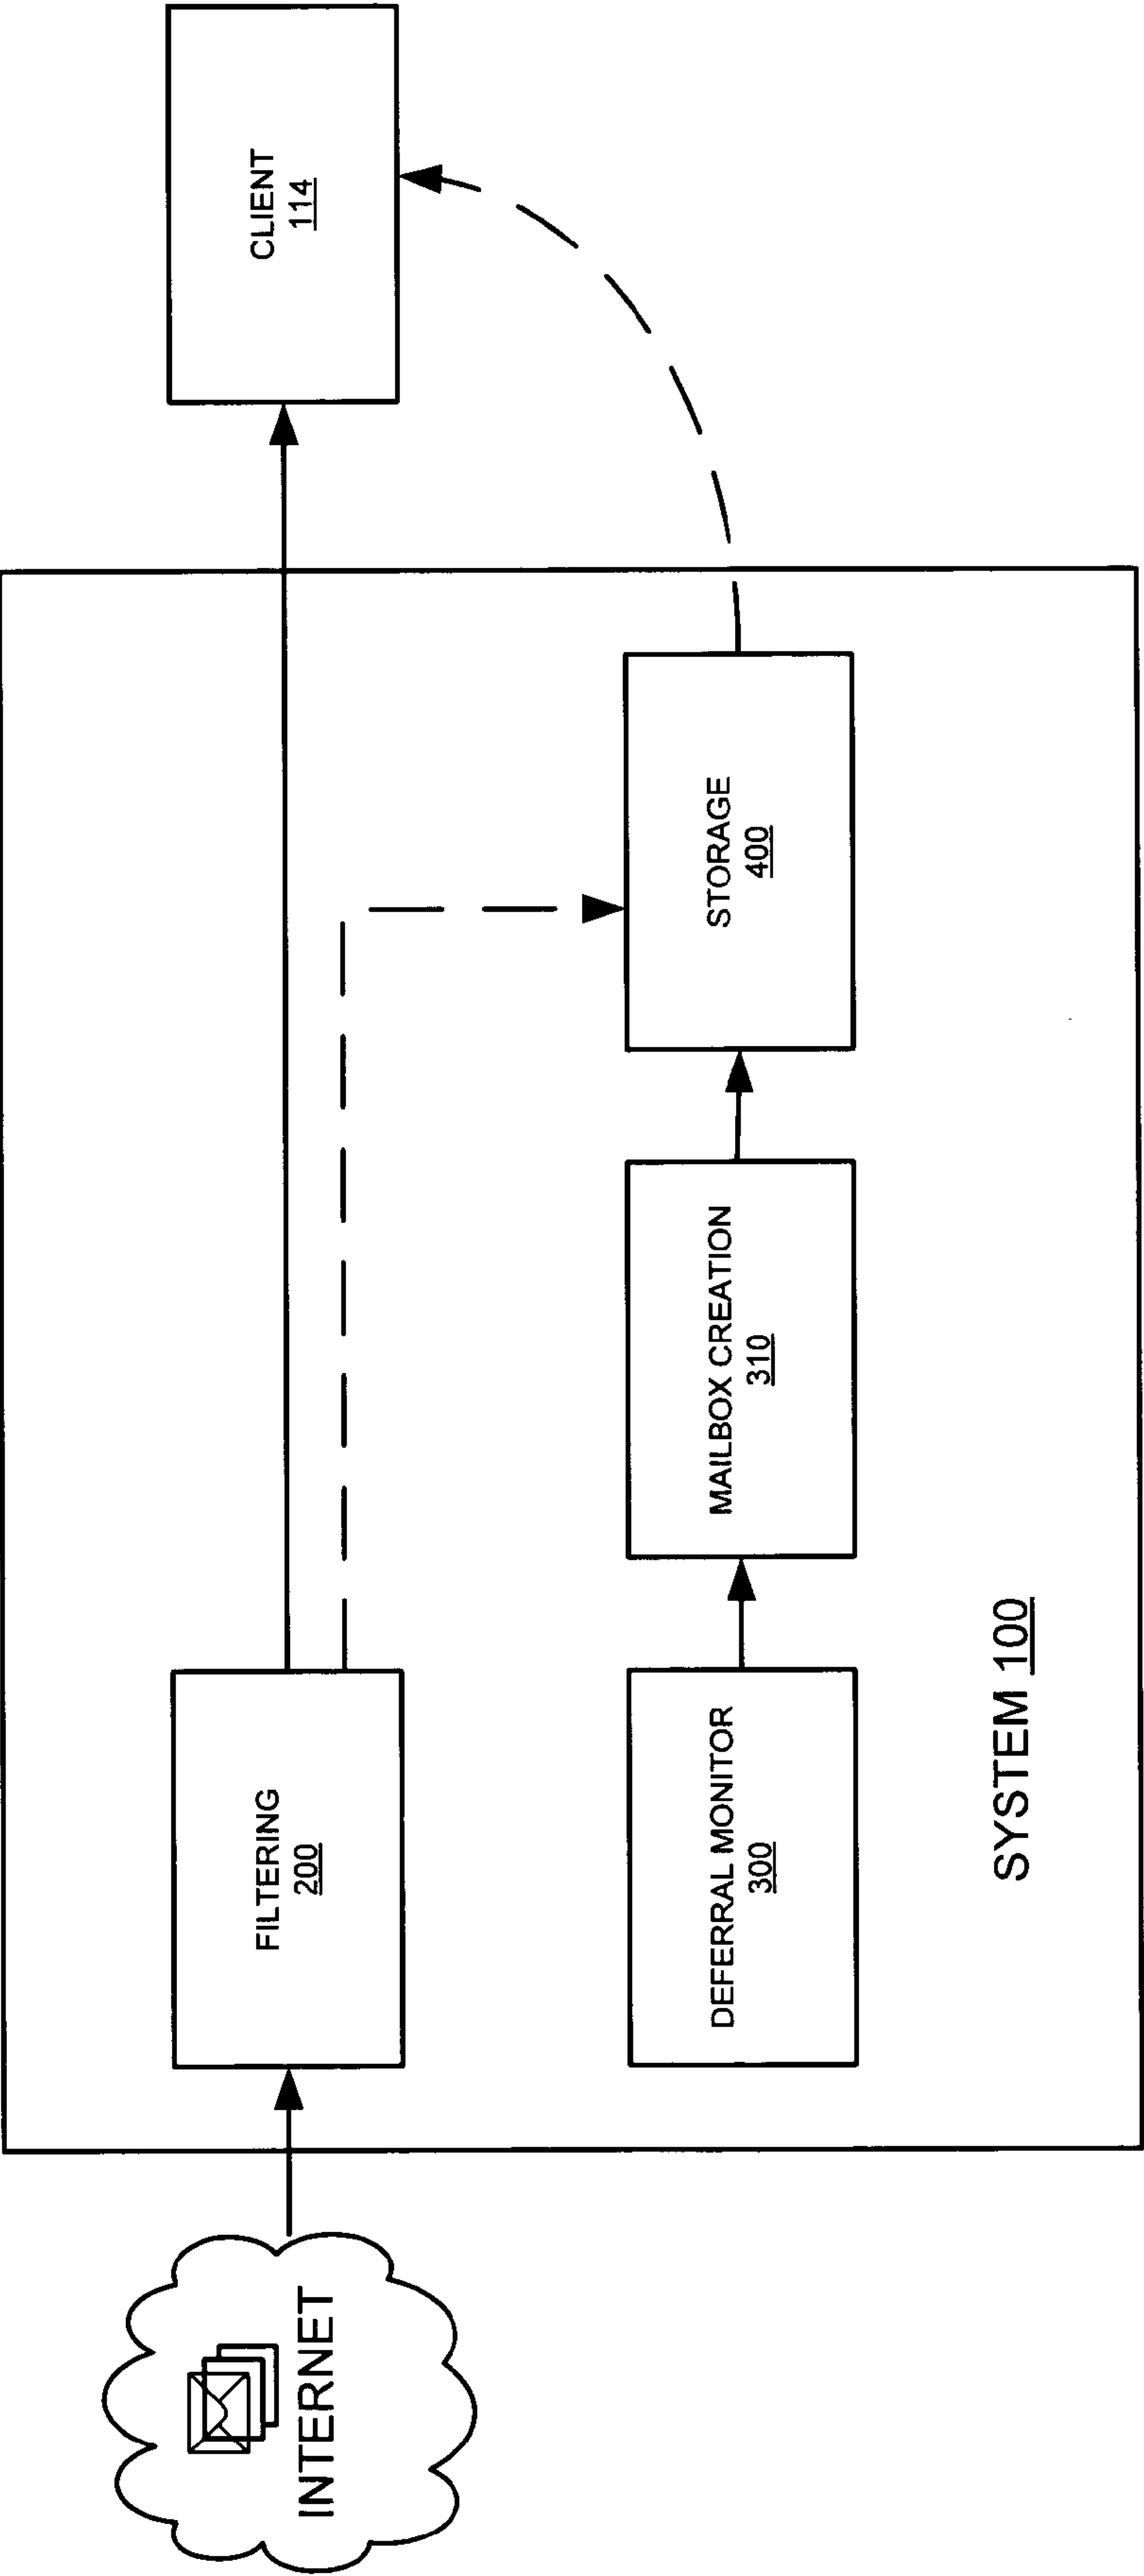 CLIENT
114
FILTERING
200
INTERNET
STORAGE
400
MAILBOX CREATION
310
DEFERRAL MONITOR
300
SYSTEM 100